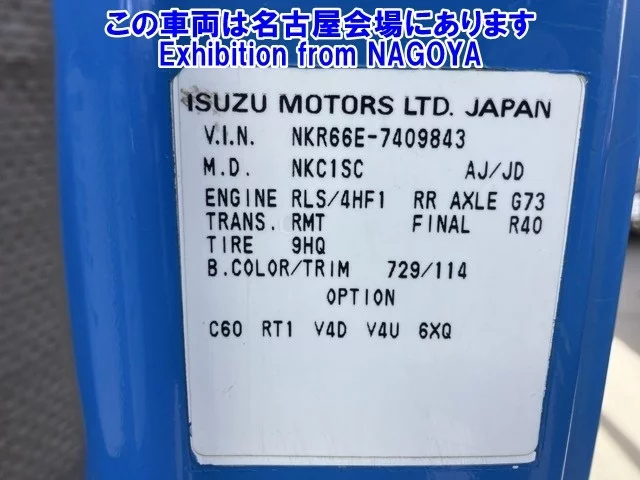 この車両は名古屋会場にあります
Exhibition from NAGOYA
ISUZU MOTORS LTD. JAPAN
V.I.N. NKR66E-7409843
M.D. NKC1SC AJ/JD
ENGINE RLS/4HF1 RR AXLE G73
TRANS. RMT FINAL R40
TIRE 9HQ
B.COLOR/TRIM 729/114
OPTION
C60 RT1 V4D V4U 6XQ